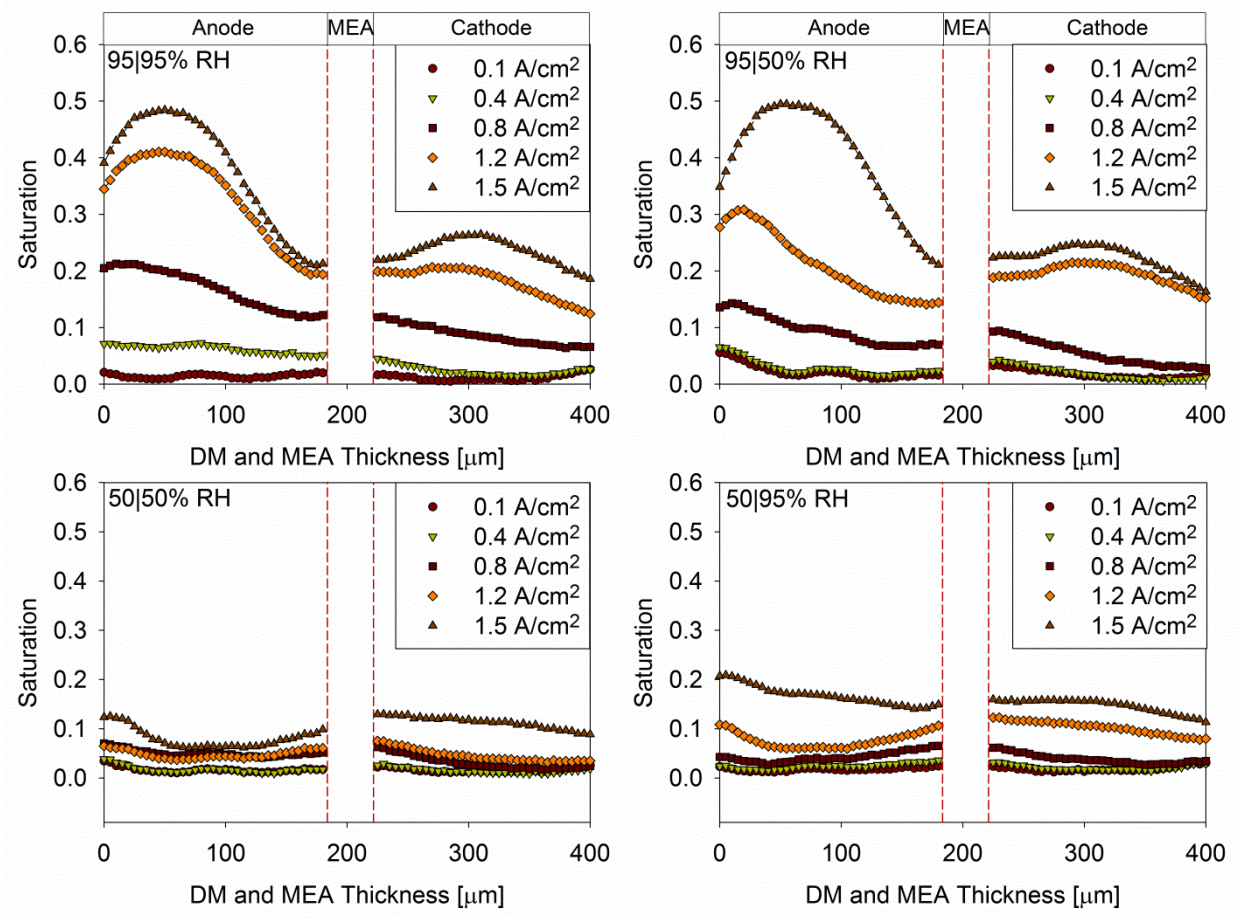 Anode MEA Cathode
95|95% RH
0.1 A/cm2
0.4 A/cm2
0.8 A/cm2
1.2 A/cm2
1.5 A/cm2
Saturation
0.6
0.5
0.4
0.3
0.2
0.1
0.0
0 100 200 300 400
DM and MEA Thickness [μm]
Anode MEA Cathode
95|50% RH
0.1 A/cm2
0.4 A/cm2
0.8 A/cm2
1.2 A/cm2
1.5 A/cm2
Saturation
0.6
0.5
0.4
0.3
0.2
0.1
0.0
0 100 200 300 400
DM and MEA Thickness [μm]
50|50% RH
0.1 A/cm2
0.4 A/cm2
0.8 A/cm2
1.2 A/cm2
1.5 A/cm2
Saturation
0.6
0.5
0.4
0.3
0.2
0.1
0.0
0 100 200 300 400
DM and MEA Thickness [μm]
50|95% RH
0.1 A/cm2
0.4 A/cm2
0.8 A/cm2
1.2 A/cm2
1.5 A/cm2
Saturation
0.6
0.5
0.4
0.3
0.2
0.1
0.0
0 100 200 300 400
DM and MEA Thickness [μm]